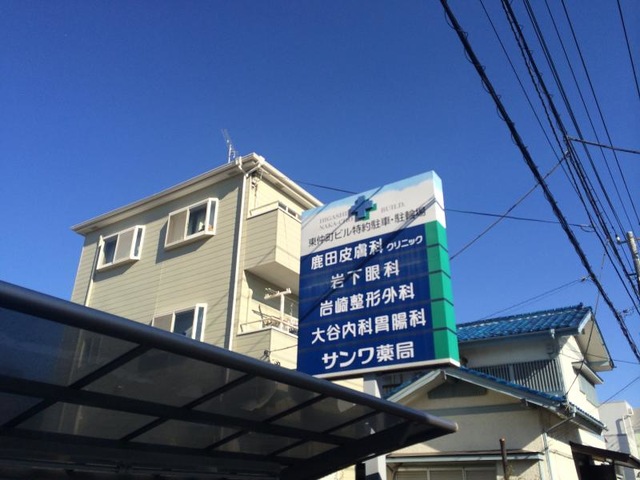 HIGASHI BUILD.
NAKA-CHO
東仲町ビル特約駐車・駐輪場
鹿田皮膚科クリニック
岩下眼科
岩崎整形外科
大谷内科胃腸科
サンワ薬局